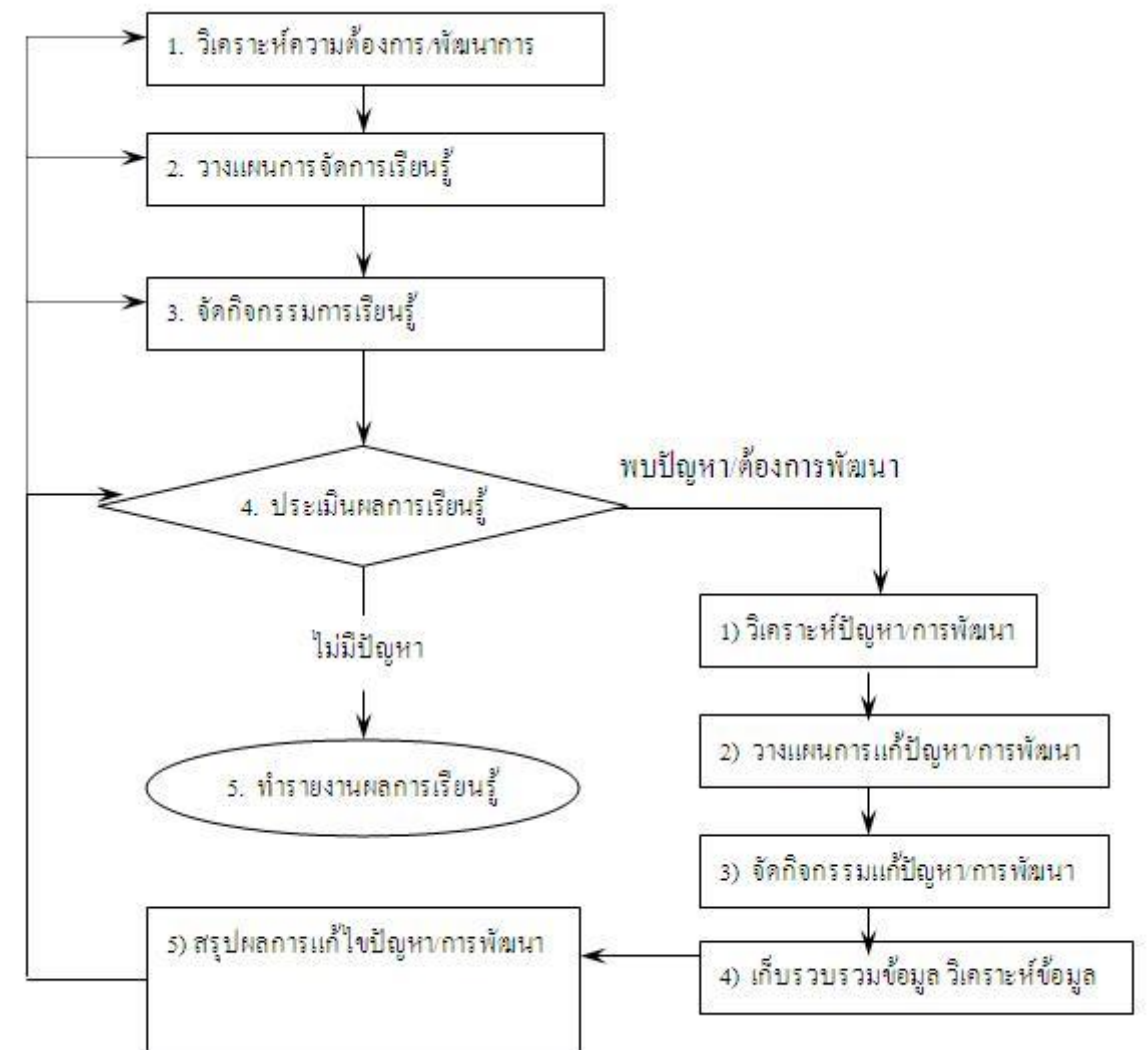 1. วิเคราะห์ความต้องการ/พัฒนาการ
2. วางแผนการจัดการเรียนรู้
3. จัดกิจกรรมการเรียนรู้
4. ประเมินผลการเรียนรู้
พบปัญหา/ต้องการพัฒนา
ไม่มีปัญหา
5. ทำรายงานผลการเรียนรู้
1) วิเคราะห์ปัญหา/การพัฒนา
2) วางแผนการแก้ปัญหา/การพัฒนา
3) จัดกิจกรรมแก้ปัญหา/การพัฒนา
4) เก็บรวบรวมข้อมูล วิเคราะห์ข้อมูล
5) สรุปผลการแก้ไขปัญหา/การพัฒนา